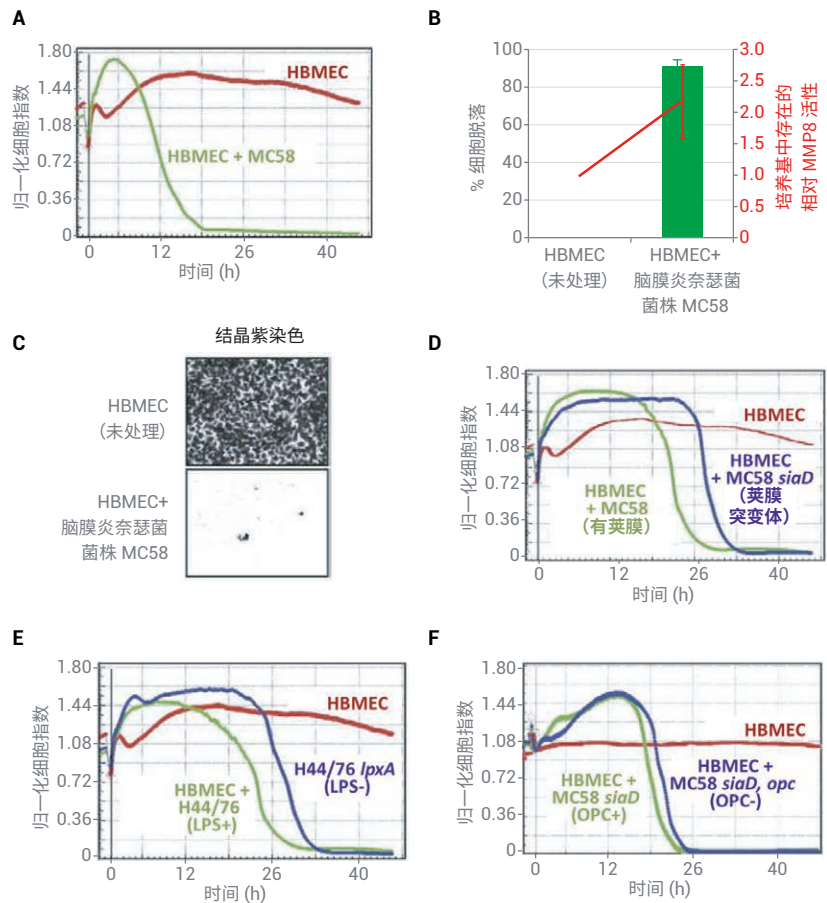 A
1.80
1.44
1.08
0.72
0.36
0
归一化细胞指数
HBMEC
HBMEC + MC58
0
12
26
40
时间 (h)
B
100
80
60
40
20
0
% 细胞脱落
3.0
2.5
2.0
1.5
1.0
0.5
0
培养基中存在的
相对 MMP8 活性
HBMEC
（未处理）
HBMEC+
脑膜炎奈瑟菌
菌株 MC58
C
结晶紫染色
HBMEC
（未处理）
HBMEC+
脑膜炎奈瑟菌
菌株 MC58
D
1.80
1.44
1.08
0.72
0.36
0
归一化细胞指数
HBMEC
HBMEC
+ MC58 siaD
（荚膜
突变体）
HBMEC
+ MC58
（有荚膜）
0
12
26
40
时间 (h)
E
1.80
1.44
1.08
0.72
0.36
0
归一化细胞指数
HBMEC
H44/76 lpxA
(LPS-)
HBMEC +
H44/76
(LPS+)
0
12
26
40
时间 (h)
F
1.80
1.44
1.08
0.72
0.36
0
归一化细胞指数
HBMEC
HBMEC +
MC58 siaD, opc
(OPC-)
HBMEC +
MC58 siaD
(OPC+)
0
12
26
40
时间 (h)